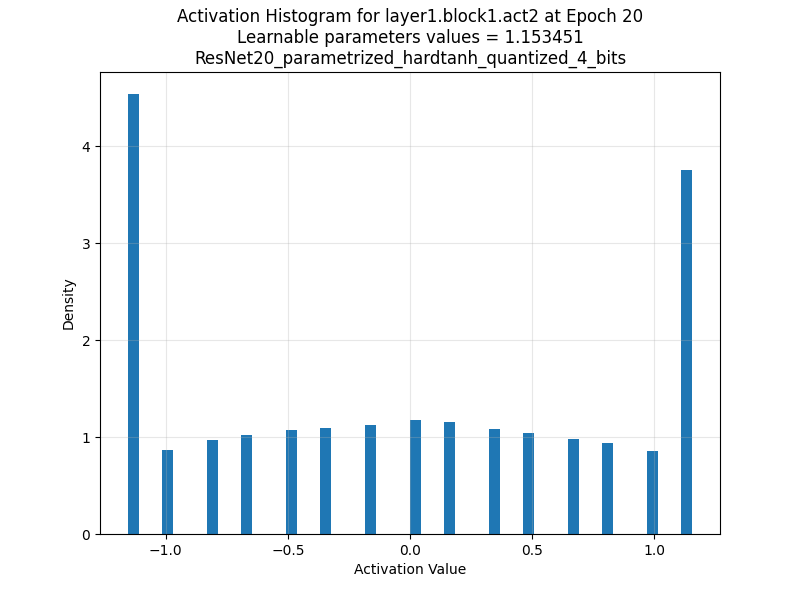 Activation Histogram for layer1.block1.act2 at Epoch 20
Learnable parameters values = 1.153451
ResNet20_parametrized_hardtanh_quantized_4_bits
4
3
2
1
0
Density
−1.0
−0.5
0.0
0.5
1.0
Activation Value